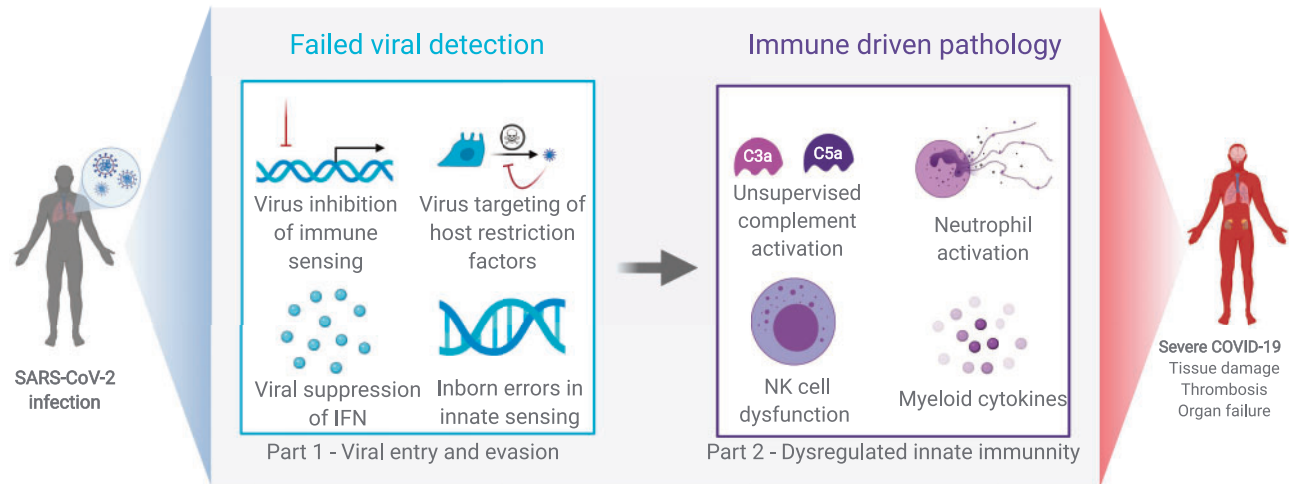 Failed viral detection
Immune driven pathology
Virus inhibition
of immune
sensing
Virus targeting of
host restriction
factors
Viral suppression
of IFN
Inborn errors in
innate sensing
C3a
C5a
Unsupervised
complement
activation
Neutrophil
activation
NK cell
dysfunction
Myeloid cytokines
SARS-CoV-2
infection
Severe COVID-19
Tissue damage
Thrombosis
Organ failure
Part 1 - Viral entry and evasion
Part 2 - Dysregulated innate immunnity